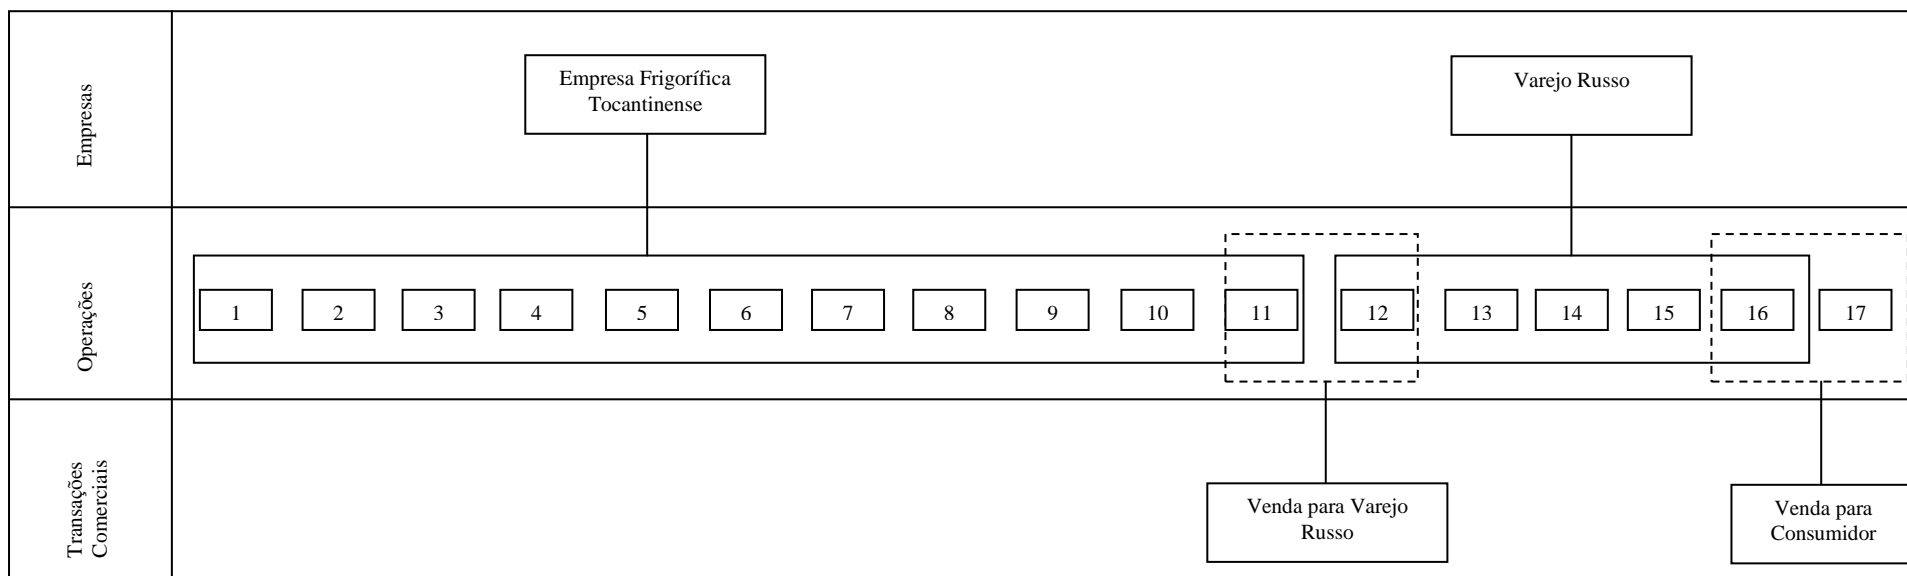 Empresas
Empresa Frigorífica
Tocantinense
Varejo Russo
Operações
1
2
3
4
5
6
7
8
9
10
11
12
13
14
15
16
17
Transações
Comerciais
Venda para Varejo
Russo
Venda para
Consumidor